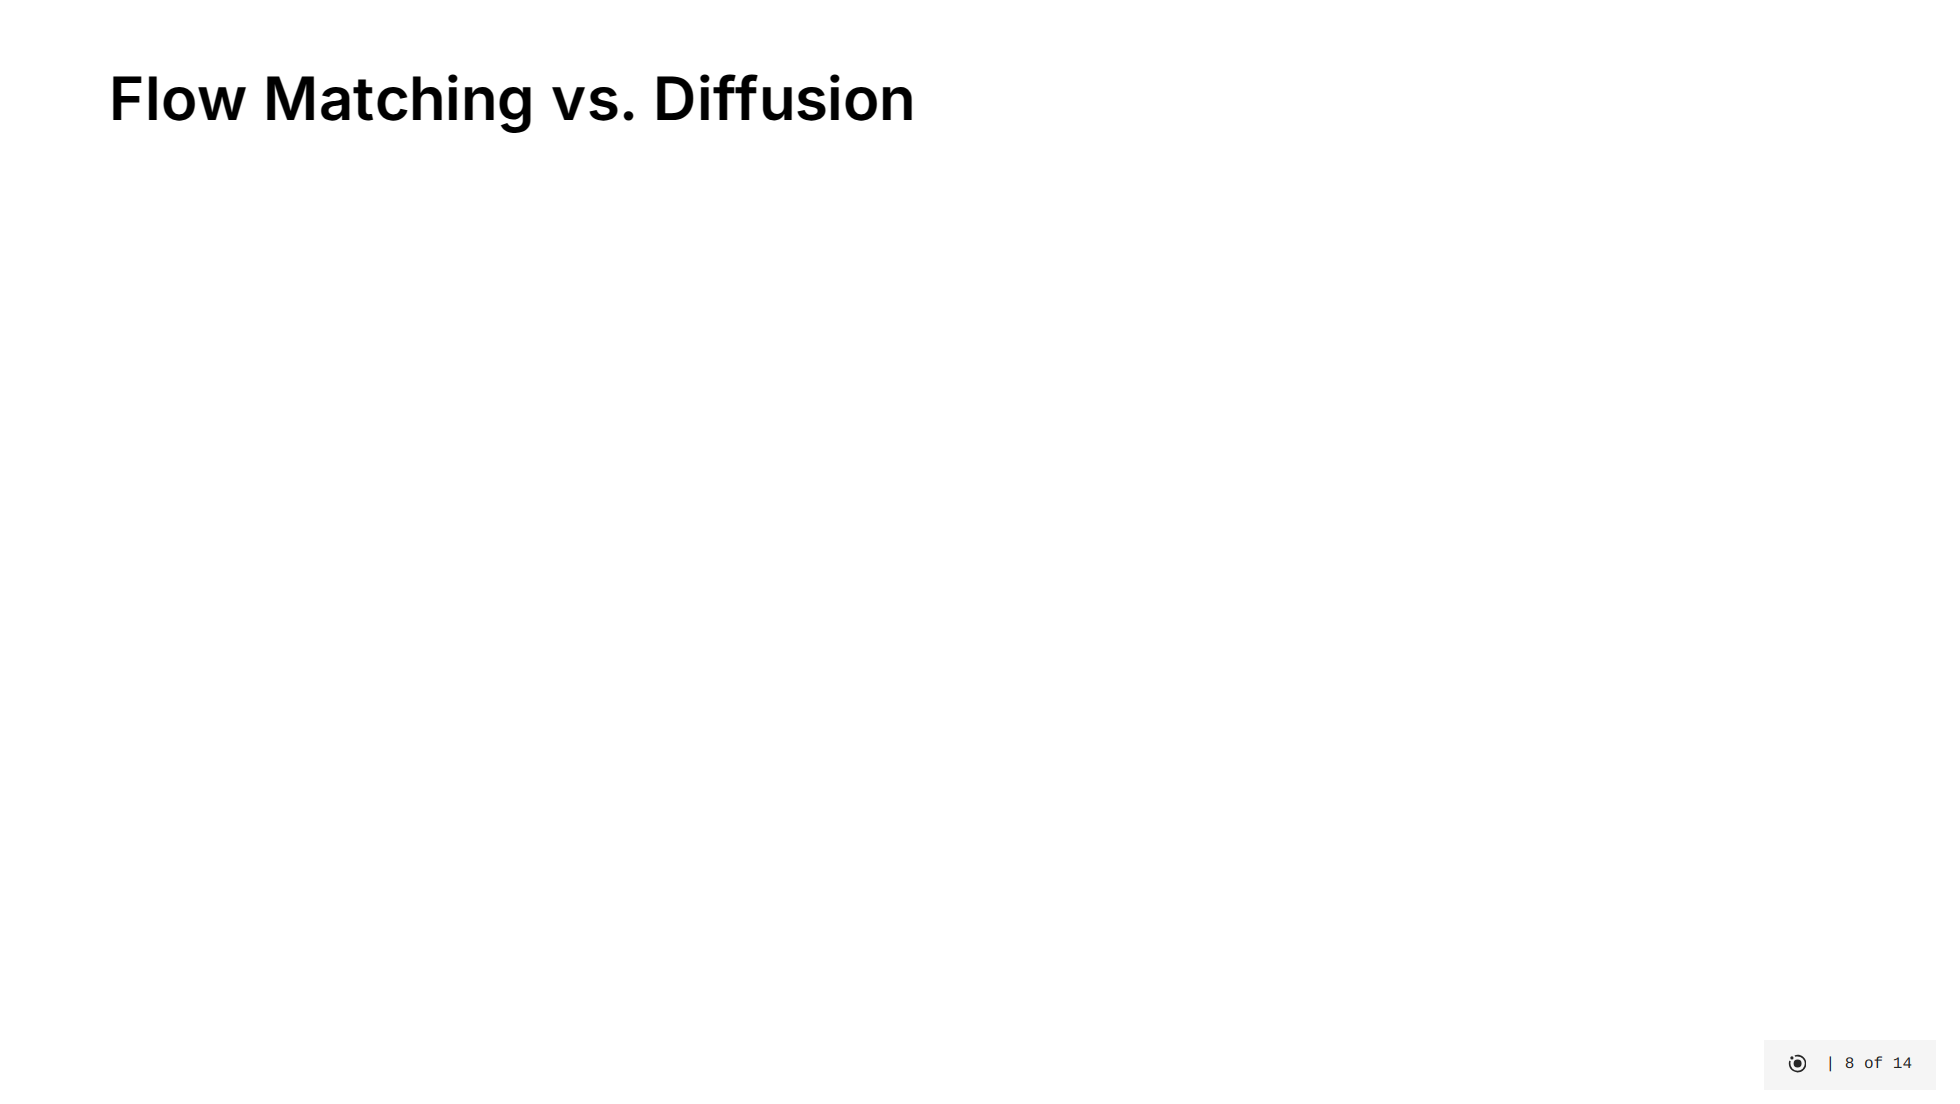 Flow Matching vs. Diffusion
| 8 of 14